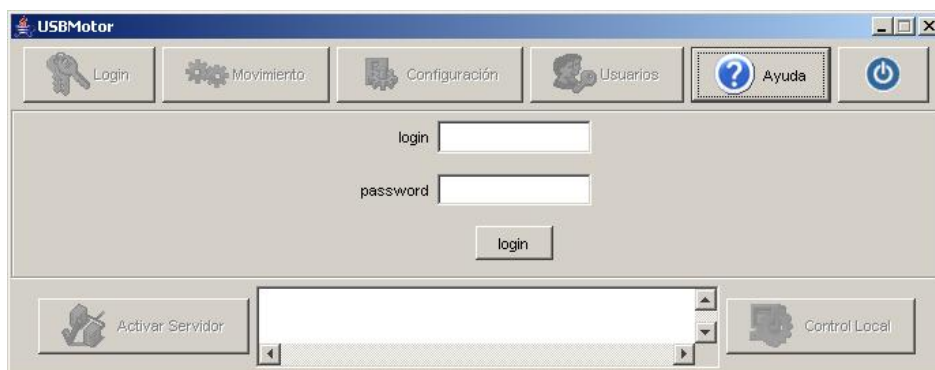 USBMotor
Login Movimiento Configuración Usuarios Ayuda
login
password
login
Activar Servidor Control Local